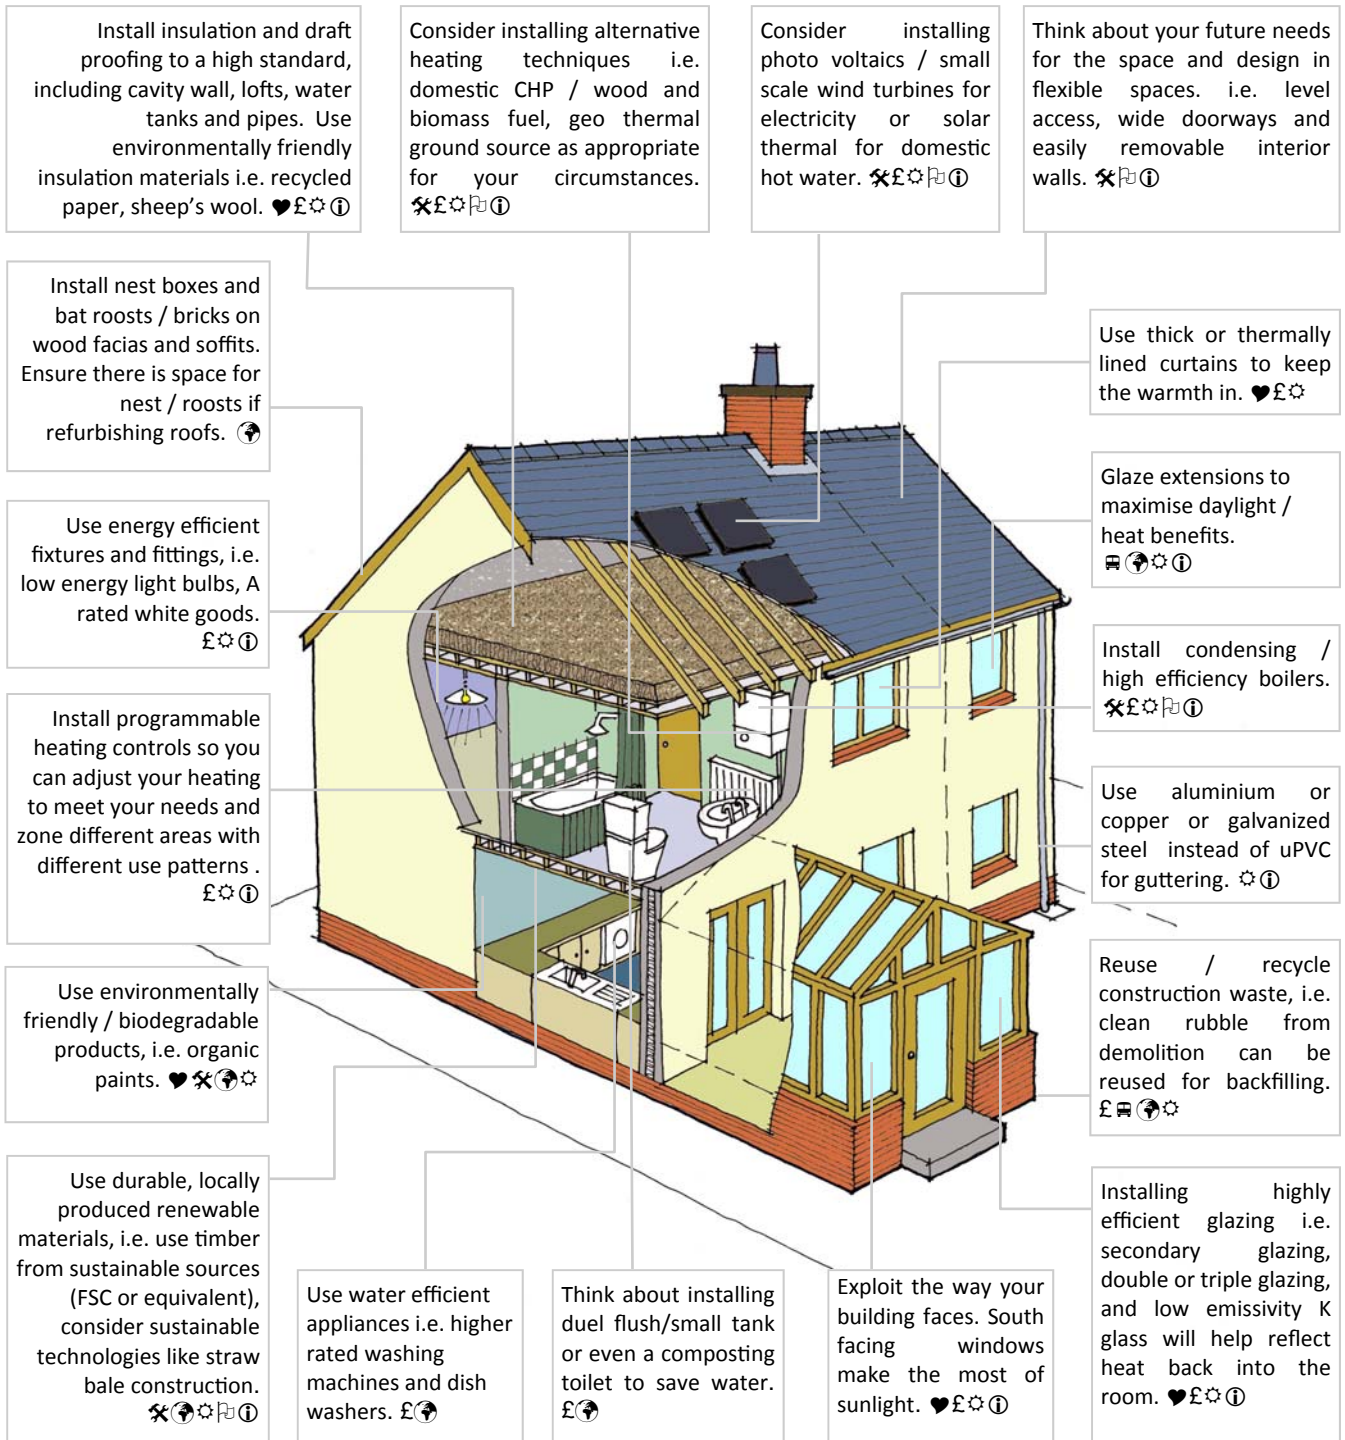 Install insulation and draft
proofing to a high standard,
including cavity wall, lofts, water
tanks and pipes. Use
environmentally friendly
insulation materials i.e. recycled
paper, sheep's wool. ♥£☼ⓘ
Consider installing alternative
heating techniques i.e.
domestic CHP / wood and
biomass fuel, geo thermal
ground source as appropriate
for your circumstances.
🛠£☼⚐ⓘ
Consider installing
photo voltaics / small
scale wind turbines for
electricity or solar
thermal for domestic
hot water. 🛠£☼⚐ⓘ
Think about your future needs
for the space and design in
flexible spaces. i.e. level
access, wide doorways and
easily removable interior
walls. 🛠⚐ⓘ
Install nest boxes and
bat roosts / bricks on
wood facias and soffits.
Ensure there is space for
nest / roosts if
refurbishing roofs. 🌍
Use thick or thermally
lined curtains to keep
the warmth in. ♥£☼
Glaze extensions to
maximise daylight /
heat benefits.
🚍🌍☼ⓘ
Use energy efficient
fixtures and fittings, i.e.
low energy light bulbs, A
rated white goods.
£☼ⓘ
Install condensing /
high efficiency boilers.
🛠£☼⚐ⓘ
Install programmable
heating controls so you
can adjust your heating
to meet your needs and
zone different areas with
different use patterns .
£☼ⓘ
Use aluminium or
copper or galvanized
steel instead of uPVC
for guttering. ☼ⓘ
Use environmentally
friendly / biodegradable
products, i.e. organic
paints. ♥🛠🌍☼
Reuse / recycle
construction waste, i.e.
clean rubble from
demolition can be
reused for backfilling.
£🚍🌍☼
Use durable, locally
produced renewable
materials, i.e. use timber
from sustainable sources
(FSC or equivalent),
consider sustainable
technologies like straw
bale construction.
🛠🌍☼⚐ⓘ
Use water efficient
appliances i.e. higher
rated washing
machines and dish
washers. £🌍
Think about installing
duel flush/small tank
or even a composting
toilet to save water.
£🌍
Exploit the way your
building faces. South
facing windows
make the most of
sunlight. ♥£☼ⓘ
Installing highly
efficient glazing i.e.
secondary glazing,
double or triple glazing,
and low emissivity K
glass will help reflect
heat back into the
room. ♥£☼ⓘ